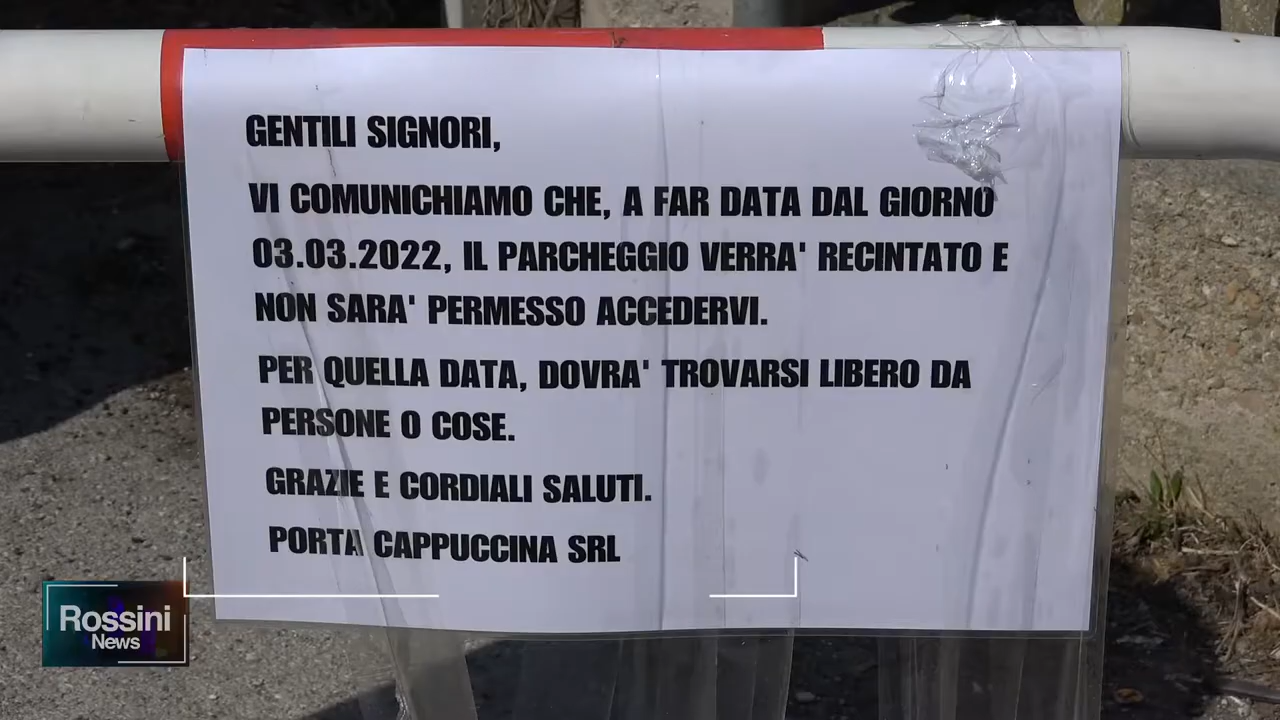 GENTILI SIGNORI,
VI COMUNICHIAMO CHE, A FAR DATA DAL GIORNO
03.03.2022, IL PARCHEGGIO VERRA' RECINTATO E
NON SARA' PERMESSO ACCEDERVI.
PER QUELLA DATA, DOVRA' TROVARSI LIBERO DA
PERSONE O COSE.
GRAZIE E CORDIALI SALUTI.
PORTA CAPPUCCINA SRL
Rossini
News